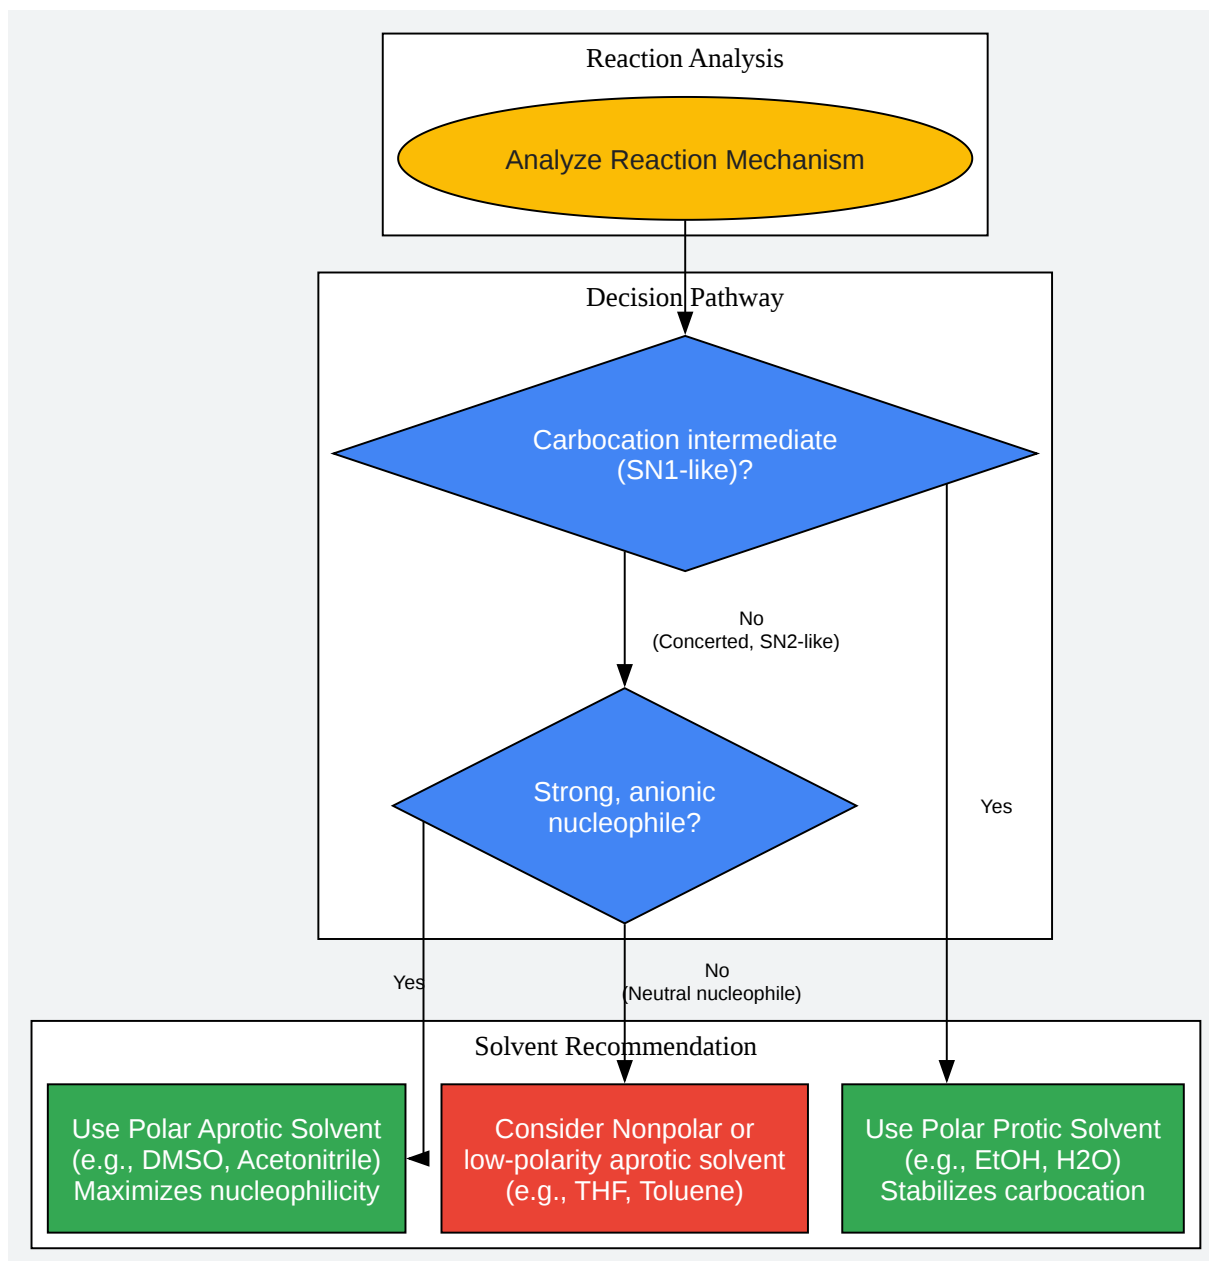 Reaction Analysis
Analyze Reaction Mechanism
Decision Pathway
Carbocation intermediate
(SN1-like)?
No
(Concerted, SN2-like)
Strong, anionic
nucleophile?
Yes
Yes
No
(Neutral nucleophile)
Solvent Recommendation
Use Polar Aprotic Solvent
(e.g., DMSO, Acetonitrile)
Maximizes nucleophilicity
Consider Nonpolar or
low-polarity aprotic solvent
(e.g., THF, Toluene)
Use Polar Protic Solvent
(e.g., EtOH, H2O)
Stabilizes carbocation